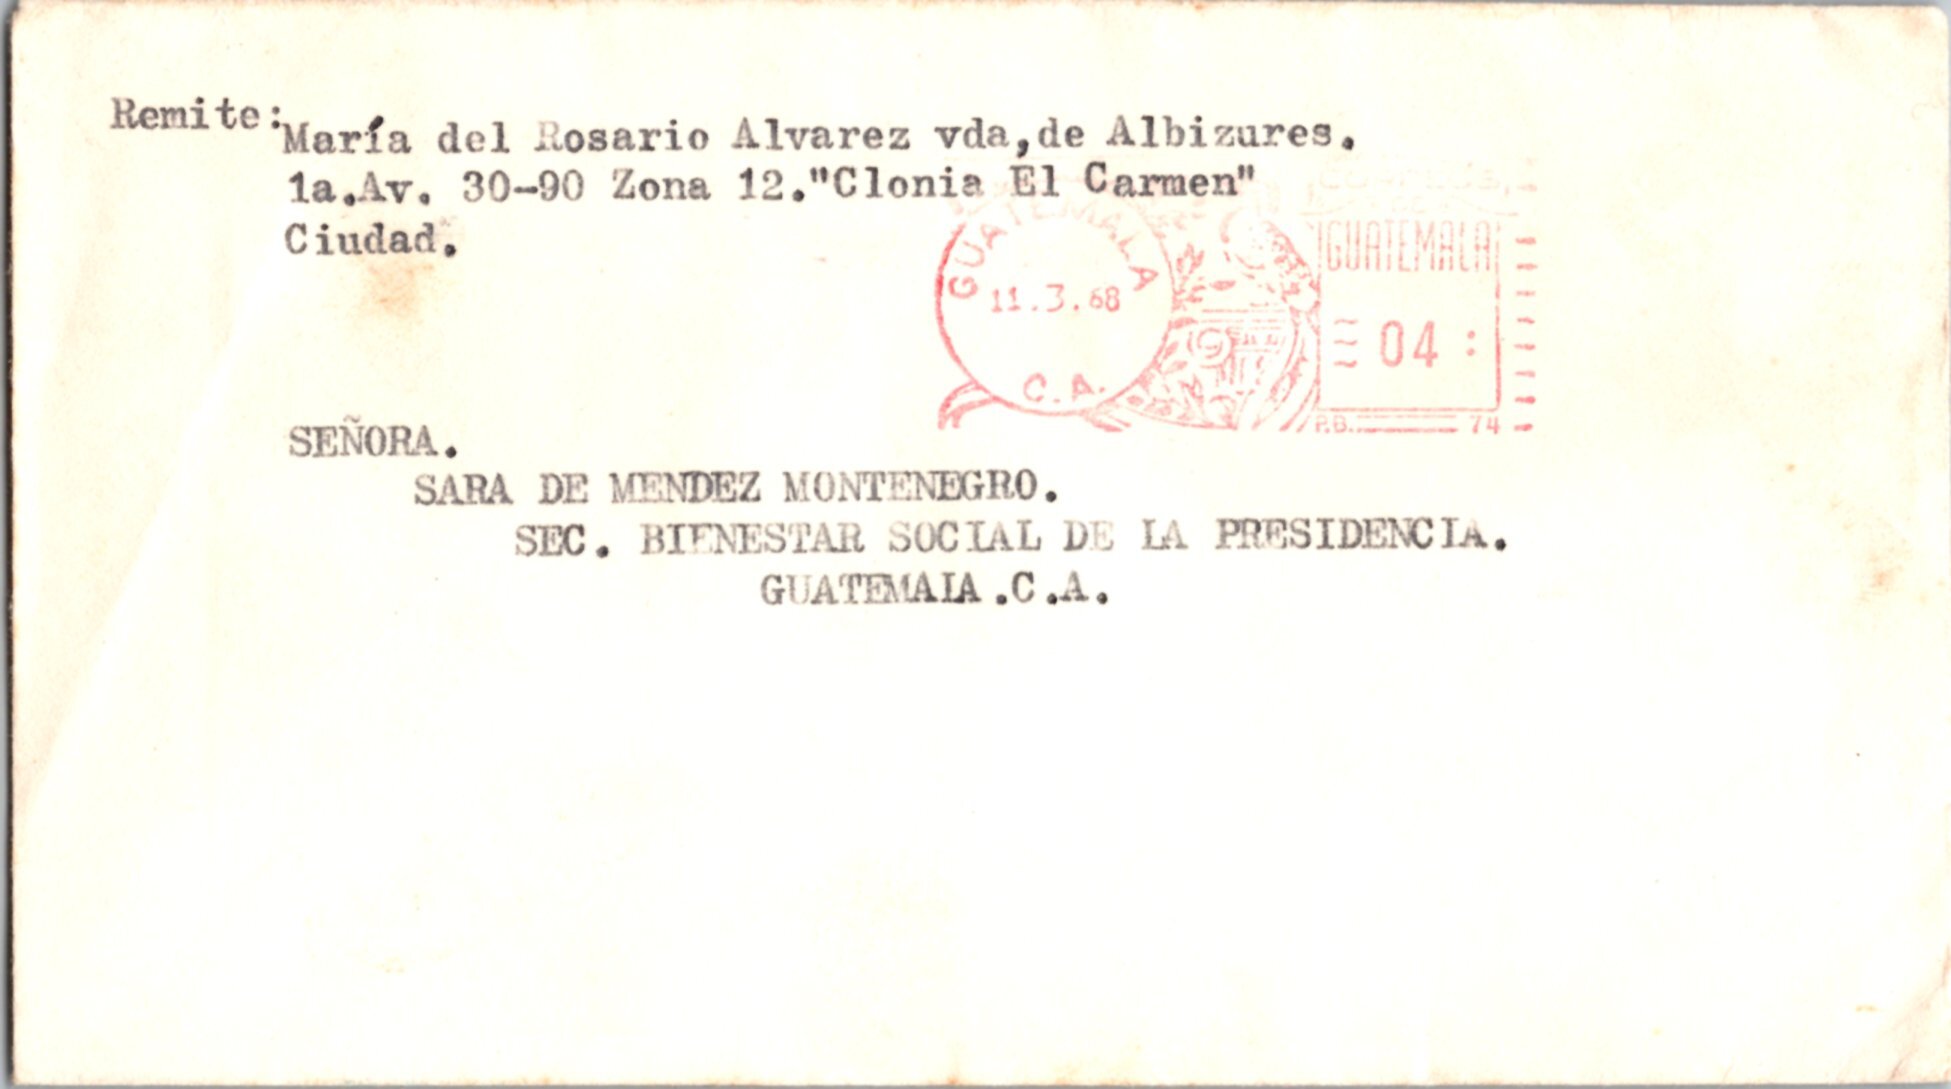 Remite:
María del Rosario Alvarez vda,de Albizures.
1a.Av. 30-90 Zona 12."Clonia El Carmen"
Ciudad.
GUATEMALA
11.3.68
C.A.
GUATEMALA
04
P.B. 74
SEÑORA.
SARA DE MENDEZ MONTENEGRO.
SEC. BIENESTAR SOCIAL DE LA PRESIDENCIA.
GUATEMALA.C.A.